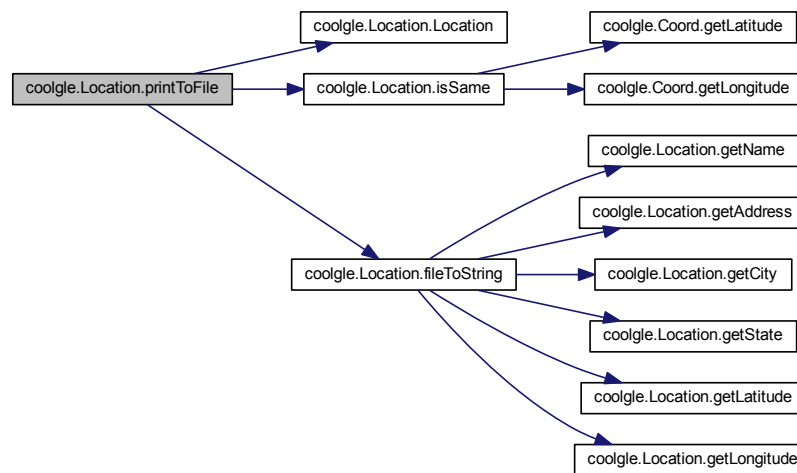 coolgle.Location.Location
coolgle.Coord.getLatitude
coolgle.Location.printToFile
coolgle.Location.isSame
coolgle.Coord.getLongitude
coolgle.Location.getName
coolgle.Location.getAddress
coolgle.Location.fileToString
coolgle.Location.getCity
coolgle.Location.getState
coolgle.Location.getLatitude
coolgle.Location.getLongitude